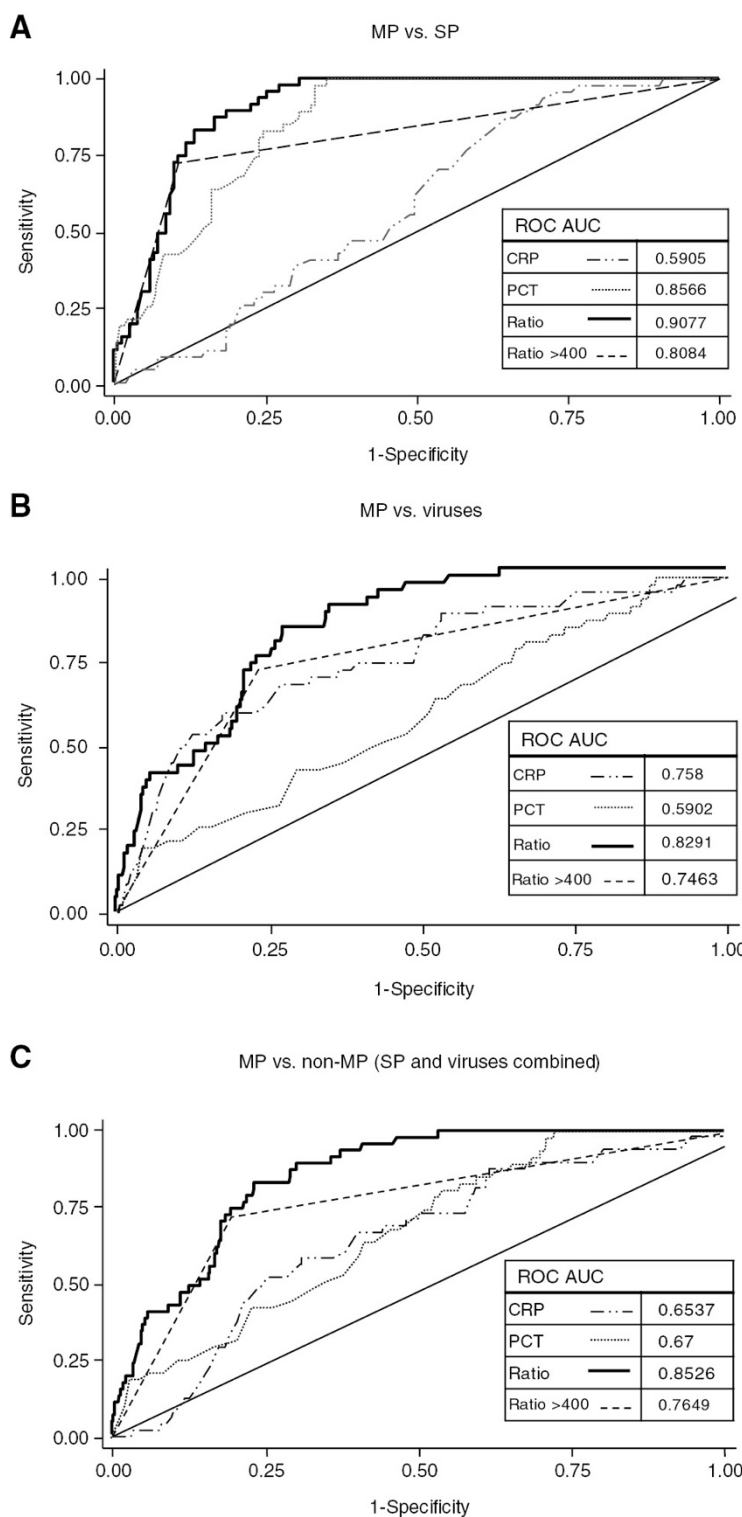 A
MP vs. SP
1.00
0.75
0.50
0.25
0.00
Sensitivity
0.00 0.25 0.50 0.75 1.00
1-Specificity
ROC AUC
CRP 0.5905
PCT 0.8566
Ratio 0.9077
Ratio >400 0.8084
B
MP vs. viruses
1.00
0.75
0.50
0.25
0.00
Sensitivity
0.00 0.25 0.50 0.75 1.00
1-Specificity
ROC AUC
CRP 0.758
PCT 0.5902
Ratio 0.8291
Ratio >400 0.7463
C
MP vs. non-MP (SP and viruses combined)
1.00
0.75
0.50
0.25
0.00
Sensitivity
0.00 0.25 0.50 0.75 1.00
1-Specificity
ROC AUC
CRP 0.6537
PCT 0.67
Ratio 0.8526
Ratio >400 0.7649